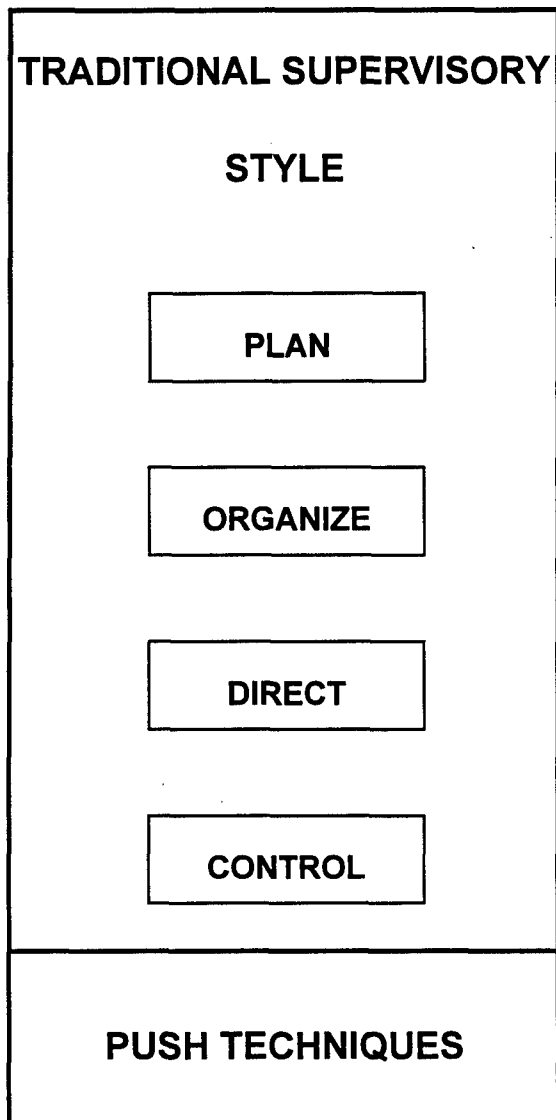 TRADITIONAL SUPERVISORY
STYLE
PLAN
ORGANIZE
DIRECT
CONTROL
PUSH TECHNIQUES